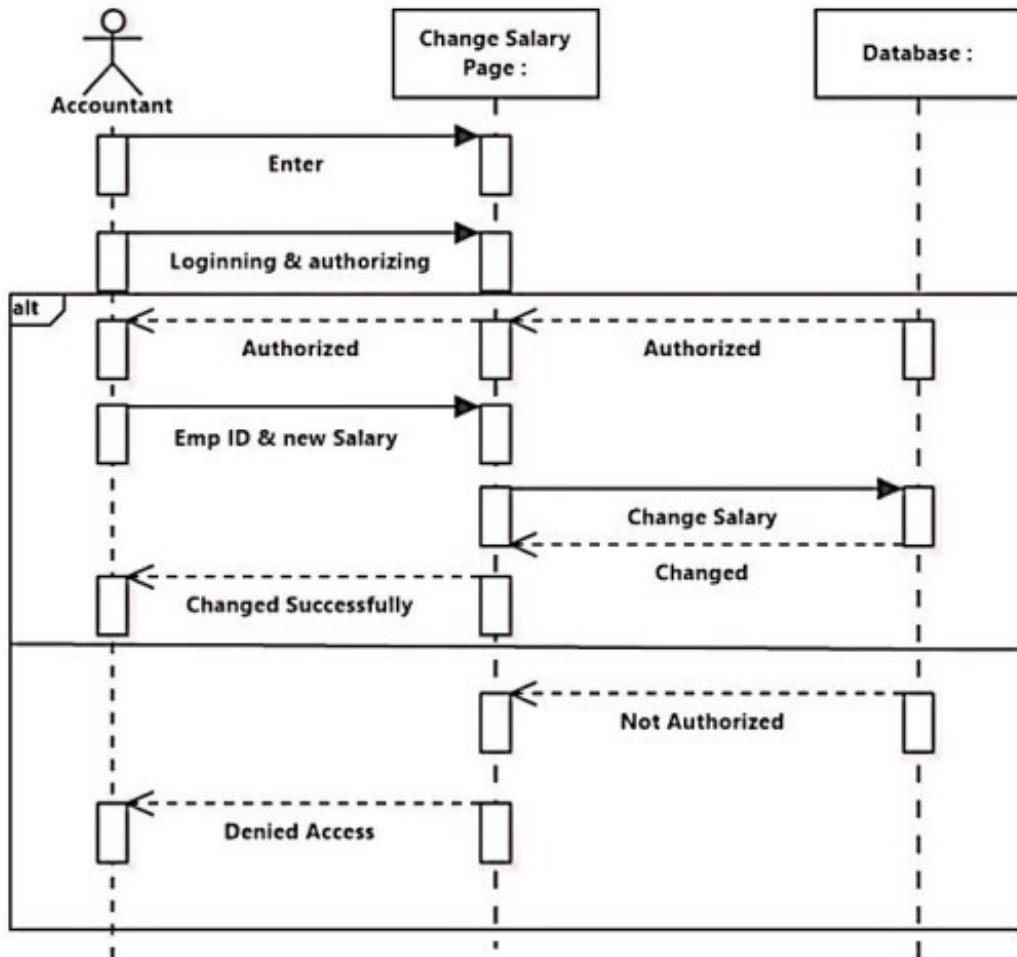 Change Salary
Page :
Database :
Accountant
Enter
Loginning & authorizing
alt
Authorized
Authorized
Emp ID & new Salary
Change Salary
Changed
Changed Successfully
Not Authorized
Denied Access